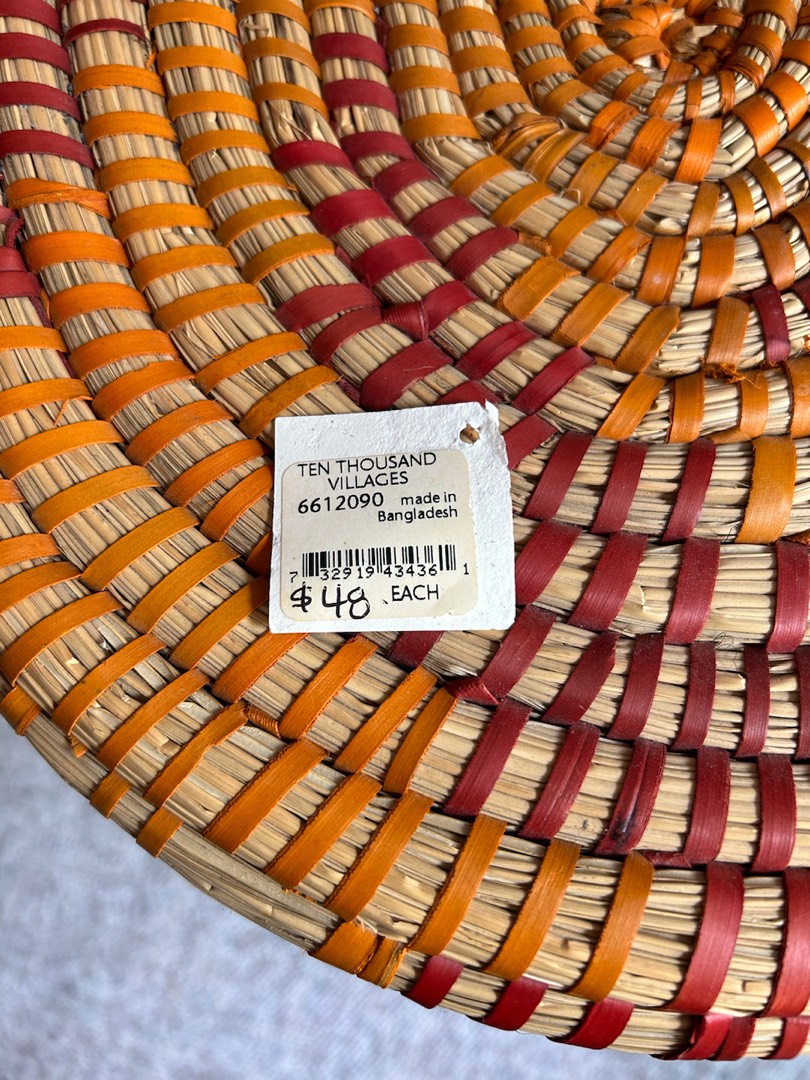 TEN THOUSAND
VILLAGES
6612090 made in
Bangladesh
7 32919 43436 1
$48 EACH